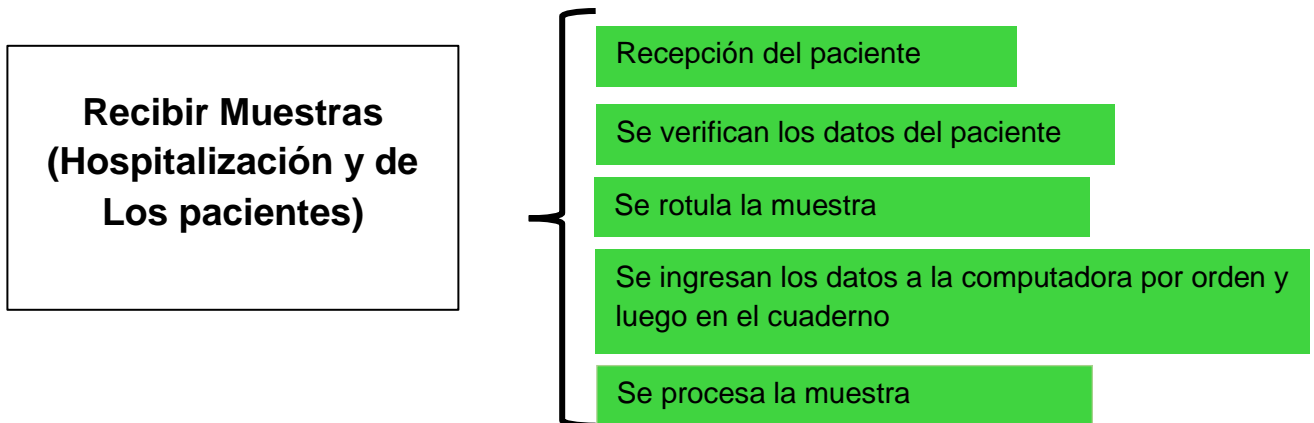 Recibir Muestras
(Hospitalización y de
Los pacientes)
Recepción del paciente
Se verifican los datos del paciente
Se rotula la muestra
Se ingresan los datos a la computadora por orden y
luego en el cuaderno
Se procesa la muestra